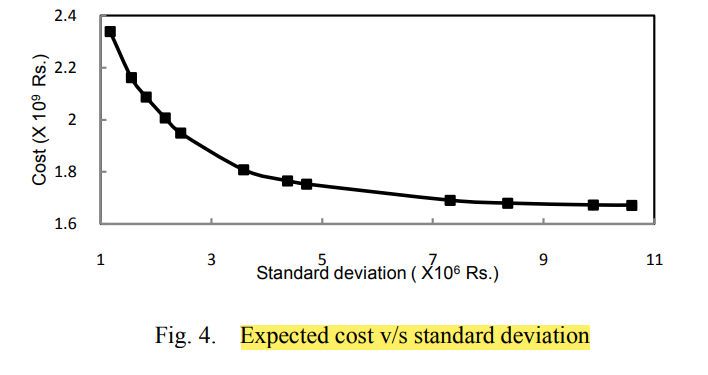 2.4
2.2
2
1.8
1.6
Cost (X 10⁹ Rs.)
1 3 5 7 9 11
Standard deviation ( X10⁶ Rs.)
Fig. 4. Expected cost v/s standard deviation